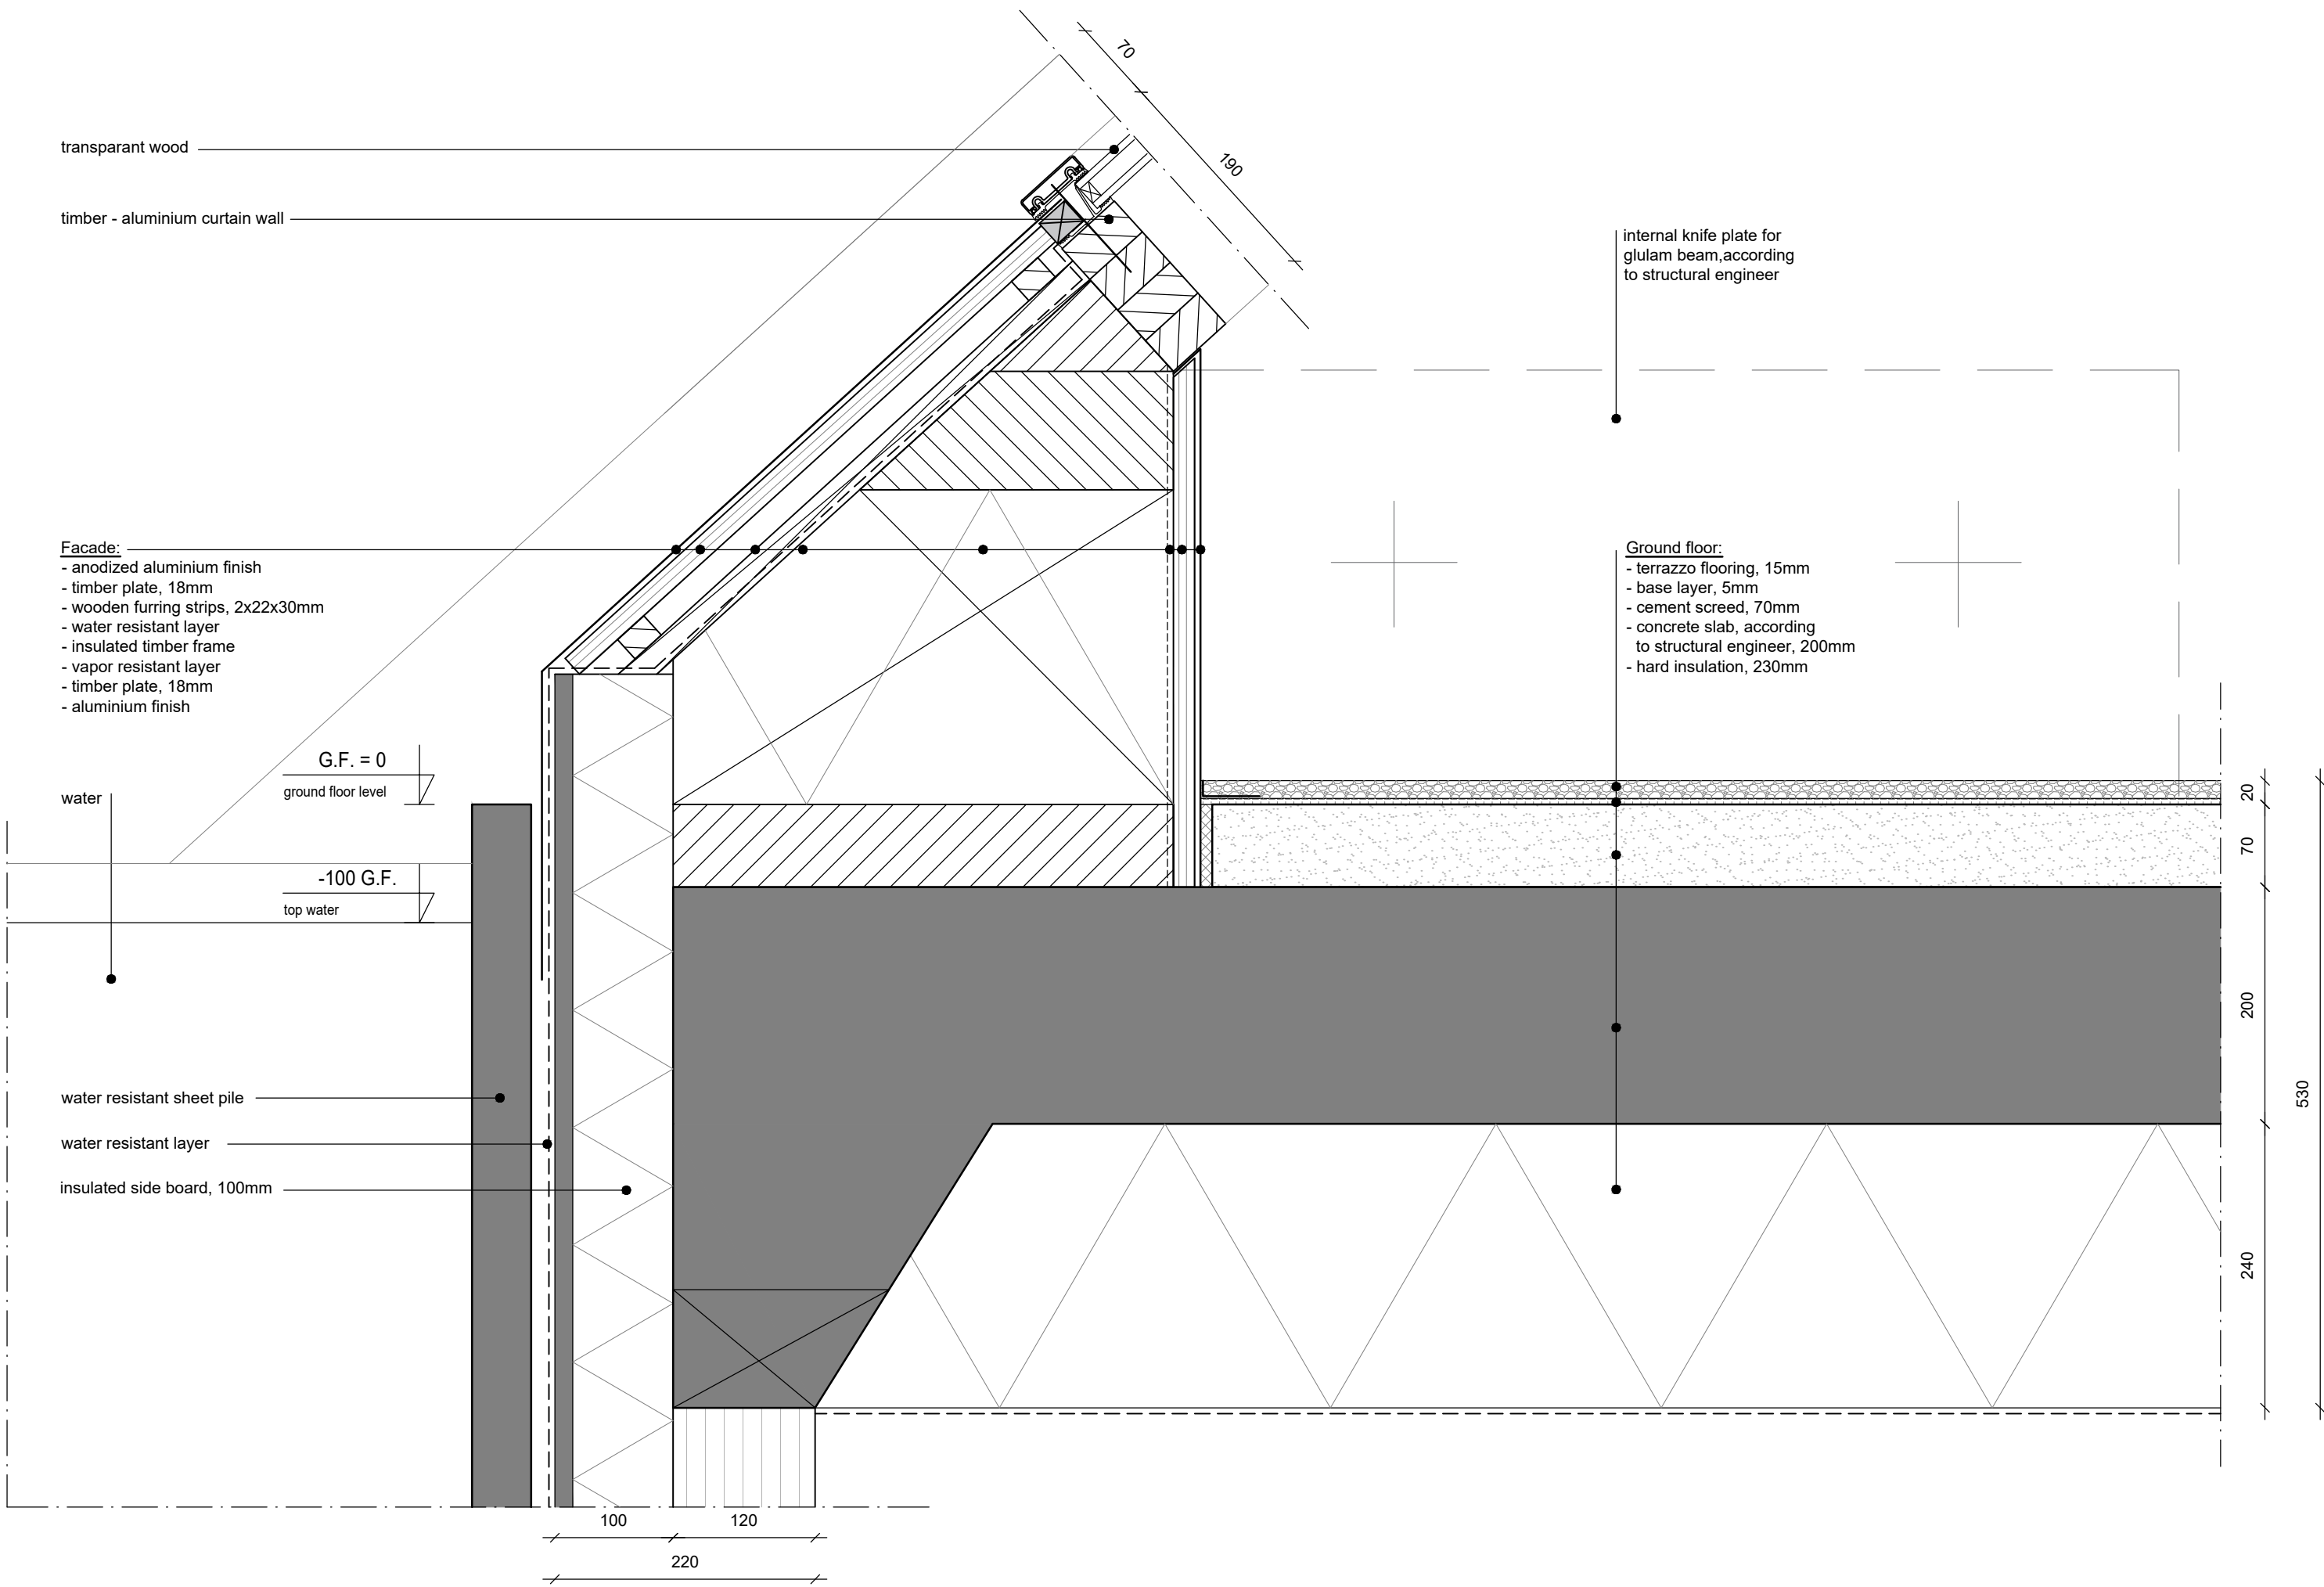 70
190
transparant wood
timber - aluminium curtain wall
internal knife plate for
glulam beam,according
to structural engineer
Facade:
- anodized aluminium finish
- timber plate, 18mm
- wooden furring strips, 2x22x30mm
- water resistant layer
- insulated timber frame
- vapor resistant layer
- timber plate, 18mm
- aluminium finish
Ground floor:
- terrazzo flooring, 15mm
- base layer, 5mm
- cement screed, 70mm
- concrete slab, according
to structural engineer, 200mm
- hard insulation, 230mm
G.F. = 0
ground floor level
water
-100 G.F.
top water
20
70
200
530
240
water resistant sheet pile
water resistant layer
insulated side board, 100mm
100
120
220